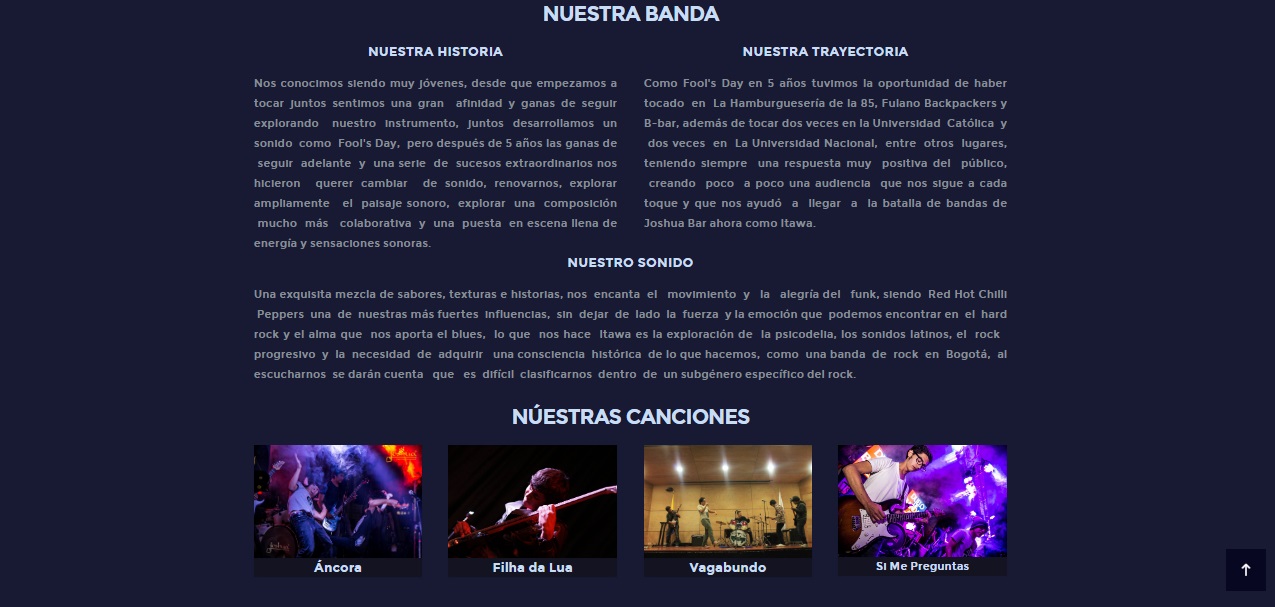 NUESTRA BANDA
NUESTRA HISTORIA
Nos conocimos siendo muy jóvenes, desde que empezamos a
tocar juntos sentimos una gran afinidad y ganas de seguir
explorando nuestro instrumento, juntos desarrollamos un
sonido como Fool's Day, pero después de 5 años las ganas de
seguir adelante y una serie de sucesos extraordinarios nos
hicieron querer cambiar de sonido, renovarnos, explorar
ampliamente el paisaje sonoro, explorar una composición
mucho más colaborativa y una puesta en escena llena de
energía y sensaciones sonoras.
NUESTRA TRAYECTORIA
Como Fool's Day en 5 años tuvimos la oportunidad de haber
tocado en La Hamburguesería de la 85, Fulano Backpackers y
B-bar, además de tocar dos veces en la Universidad Católica y
dos veces en La Universidad Nacional, entre otros lugares,
teniendo siempre una respuesta muy positiva del público,
creando poco a poco una audiencia que nos sigue a cada
toque y que nos ayudó a llegar a la batalla de bandas de
Joshua Bar ahora como Itawa.
NUESTRO SONIDO
Una exquisita mezcla de sabores, texturas e historias, nos encanta el movimiento y la alegría del funk, siendo Red Hot Chilli
Peppers una de nuestras más fuertes influencias, sin dejar de lado la fuerza y la emoción que podemos encontrar en el hard
rock y el alma que nos aporta el blues, lo que nos hace Itawa es la exploración de la psicodelia, los sonidos latinos, el rock
progresivo y la necesidad de adquirir una consciencia histórica de lo que hacemos, como una banda de rock en Bogotá, al
escucharnos se darán cuenta que es difícil clasificarnos dentro de un subgénero específico del rock.
NÚESTRAS CANCIONES
Áncora
Filha da Lua
Vagabundo
Si Me Preguntas